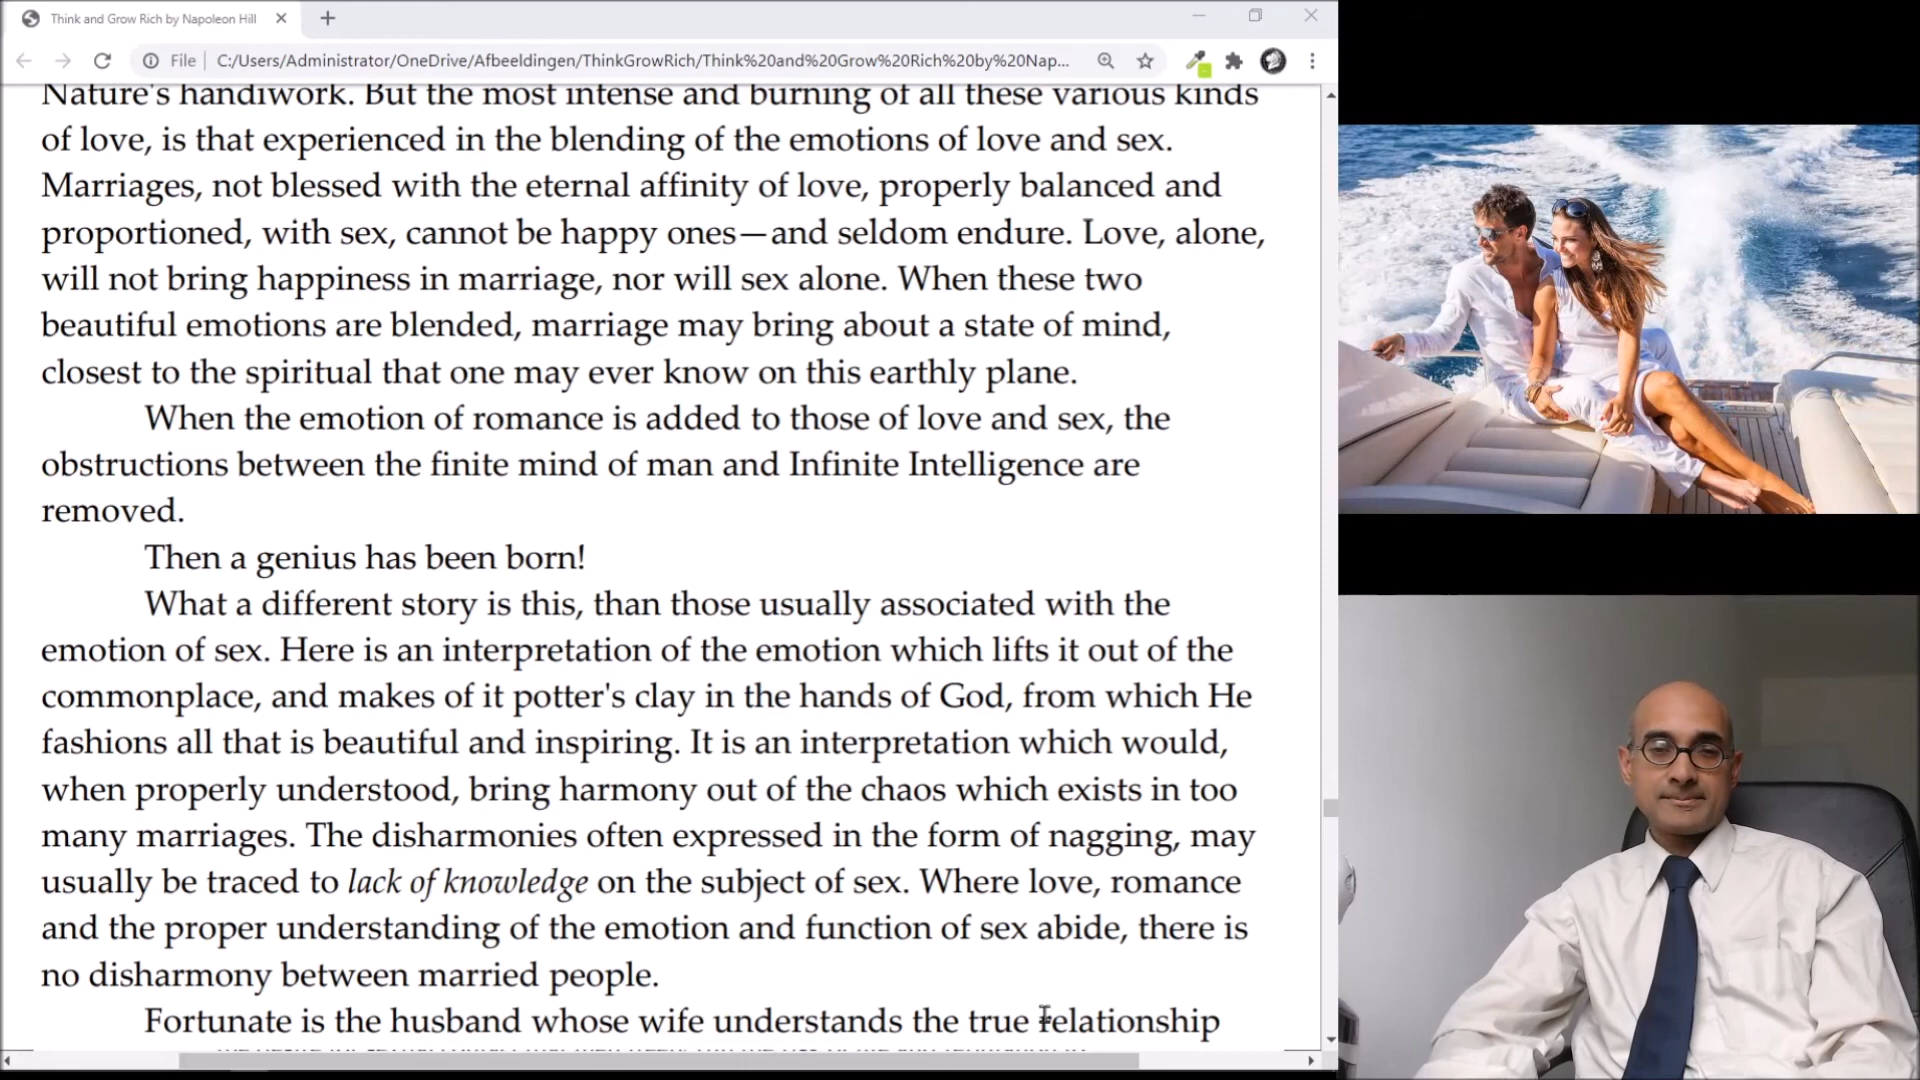 Think and Grow Rich by Napoleon Hill
File
C:/Users/Administrator/OneDrive/Afbeeldingen/ThinkGrowRich/Think%20and%20Grow%20Rich%20by%20Nap...
Nature's handiwork. But the most intense and burning of all these various kinds
of love, is that experienced in the blending of the emotions of love and sex.
Marriages, not blessed with the eternal affinity of love, properly balanced and
proportioned, with sex, cannot be happy ones—and seldom endure. Love, alone,
will not bring happiness in marriage, nor will sex alone. When these two
beautiful emotions are blended, marriage may bring about a state of mind,
closest to the spiritual that one may ever know on this earthly plane.
When the emotion of romance is added to those of love and sex, the
obstructions between the finite mind of man and Infinite Intelligence are
removed.
Then a genius has been born!
What a different story is this, than those usually associated with the
emotion of sex. Here is an interpretation of the emotion which lifts it out of the
commonplace, and makes of it potter's clay in the hands of God, from which He
fashions all that is beautiful and inspiring. It is an interpretation which would,
when properly understood, bring harmony out of the chaos which exists in too
many marriages. The disharmonies often expressed in the form of nagging, may
usually be traced to lack of knowledge on the subject of sex. Where love, romance
and the proper understanding of the emotion and function of sex abide, there is
no disharmony between married people.
Fortunate is the husband whose wife understands the true relationship